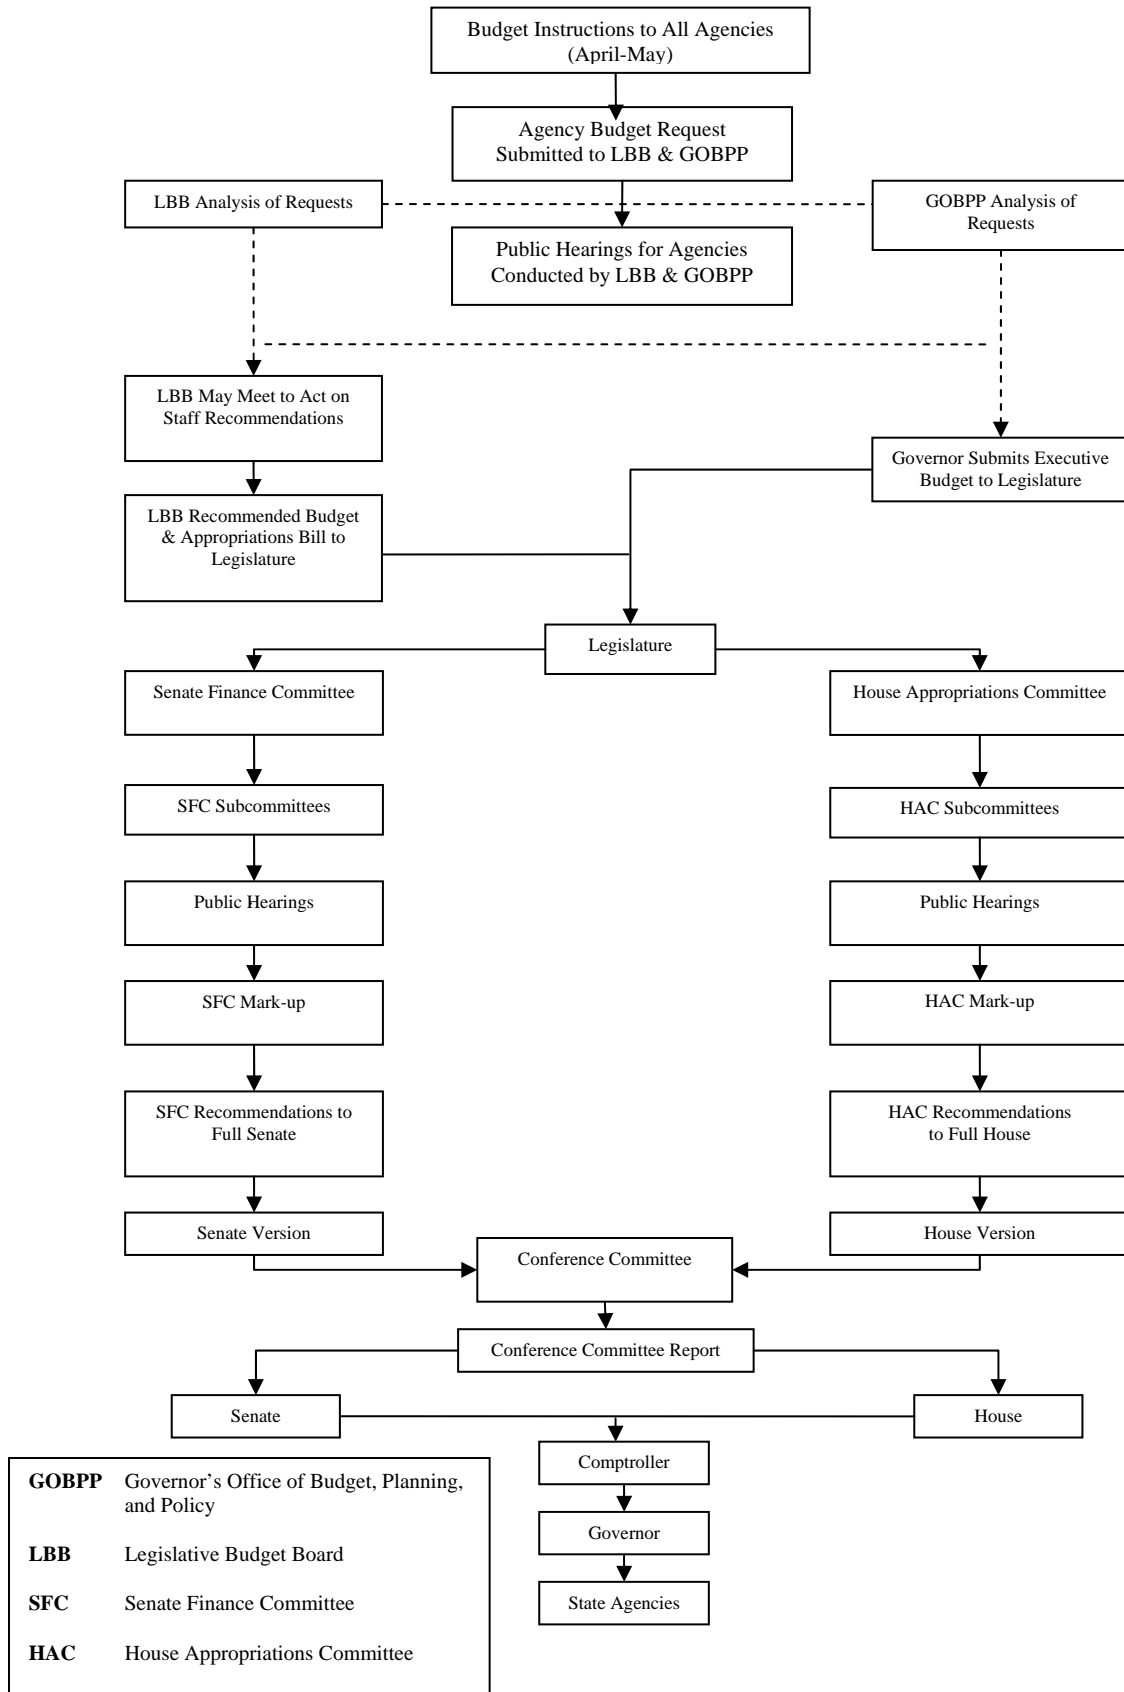 Budget Instructions to All Agencies
(April-May)
Agency Budget Request
Submitted to LBB & GOBPP
LBB Analysis of Requests
GOBPP Analysis of
Requests
Public Hearings for Agencies
Conducted by LBB & GOBPP
LBB May Meet to Act on
Staff Recommendations
Governor Submits Executive
Budget to Legislature
LBB Recommended Budget
& Appropriations Bill to
Legislature
Legislature
Senate Finance Committee
House Appropriations Committee
SFC Subcommittees
HAC Subcommittees
Public Hearings
Public Hearings
SFC Mark-up
HAC Mark-up
SFC Recommendations to
Full Senate
HAC Recommendations
to Full House
Senate Version
House Version
Conference Committee
Conference Committee Report
Senate
House
Comptroller
Governor
State Agencies
GOBPP Governor’s Office of Budget, Planning,
and Policy
LBB Legislative Budget Board
SFC Senate Finance Committee
HAC House Appropriations Committee